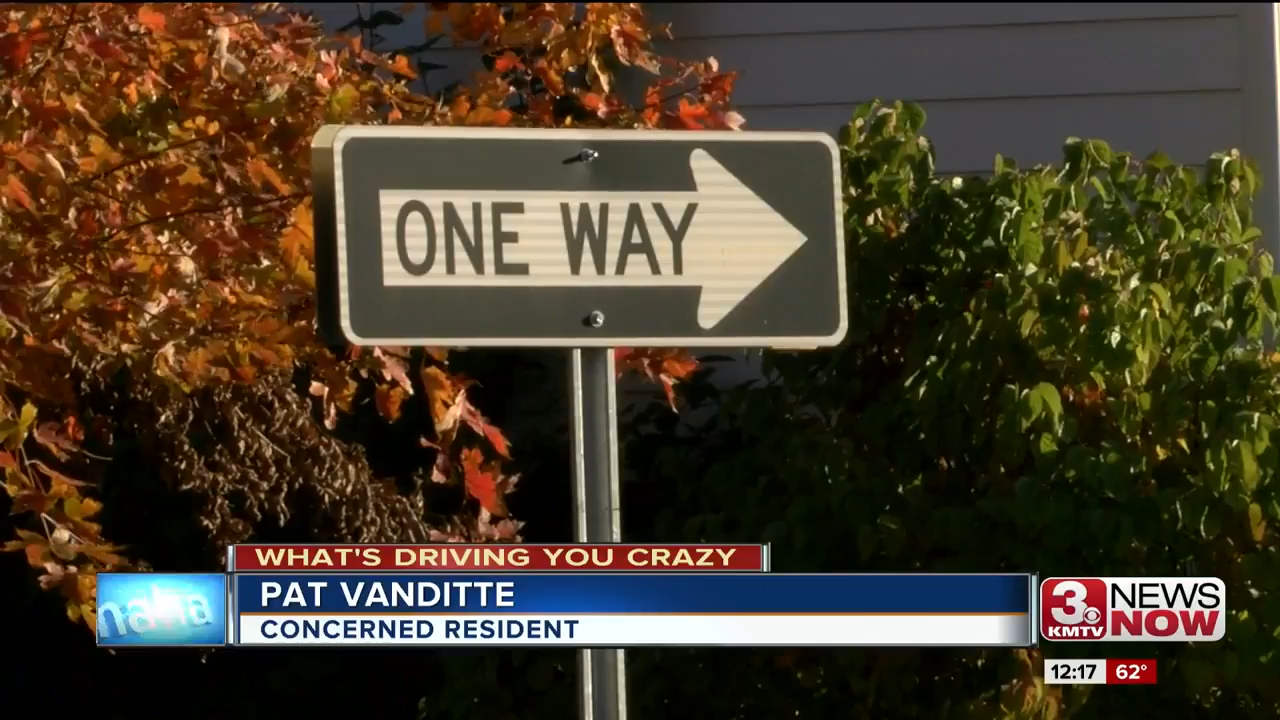 ONE WAY
WHAT'S DRIVING YOU CRAZY
PAT VANDITTE
CONCERNED RESIDENT
3 NEWS
KMTV NOW
12:17 62°